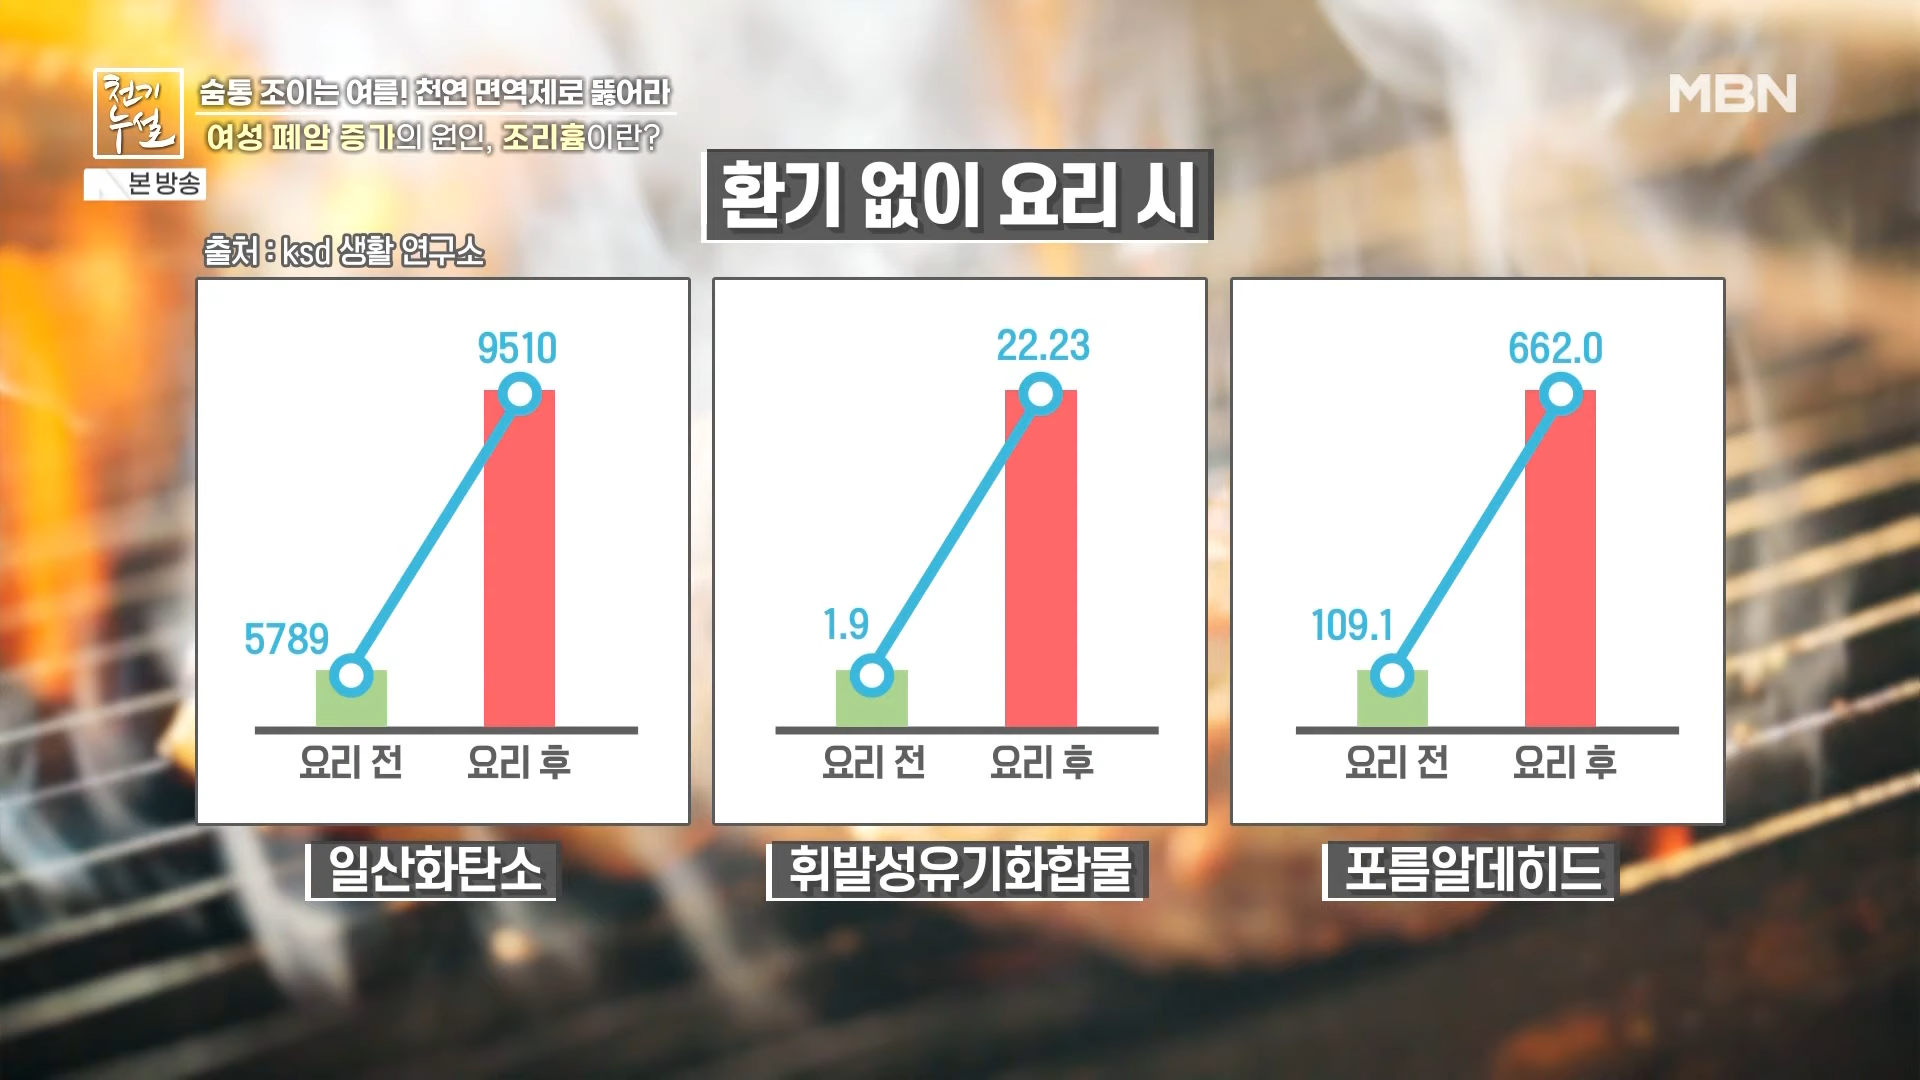 천기누설
숨통 조이는 여름! 천연 면역제로 뚫어라
여성 폐암 증가의 원인, 조리흄이란?
본 방송
MBN
환기 없이 요리 시
출처 : ksd 생활 연구소
9510
5789
요리 전 요리 후
일산화탄소
22.23
1.9
요리 전 요리 후
휘발성유기화합물
662.0
109.1
요리 전 요리 후
포름알데히드